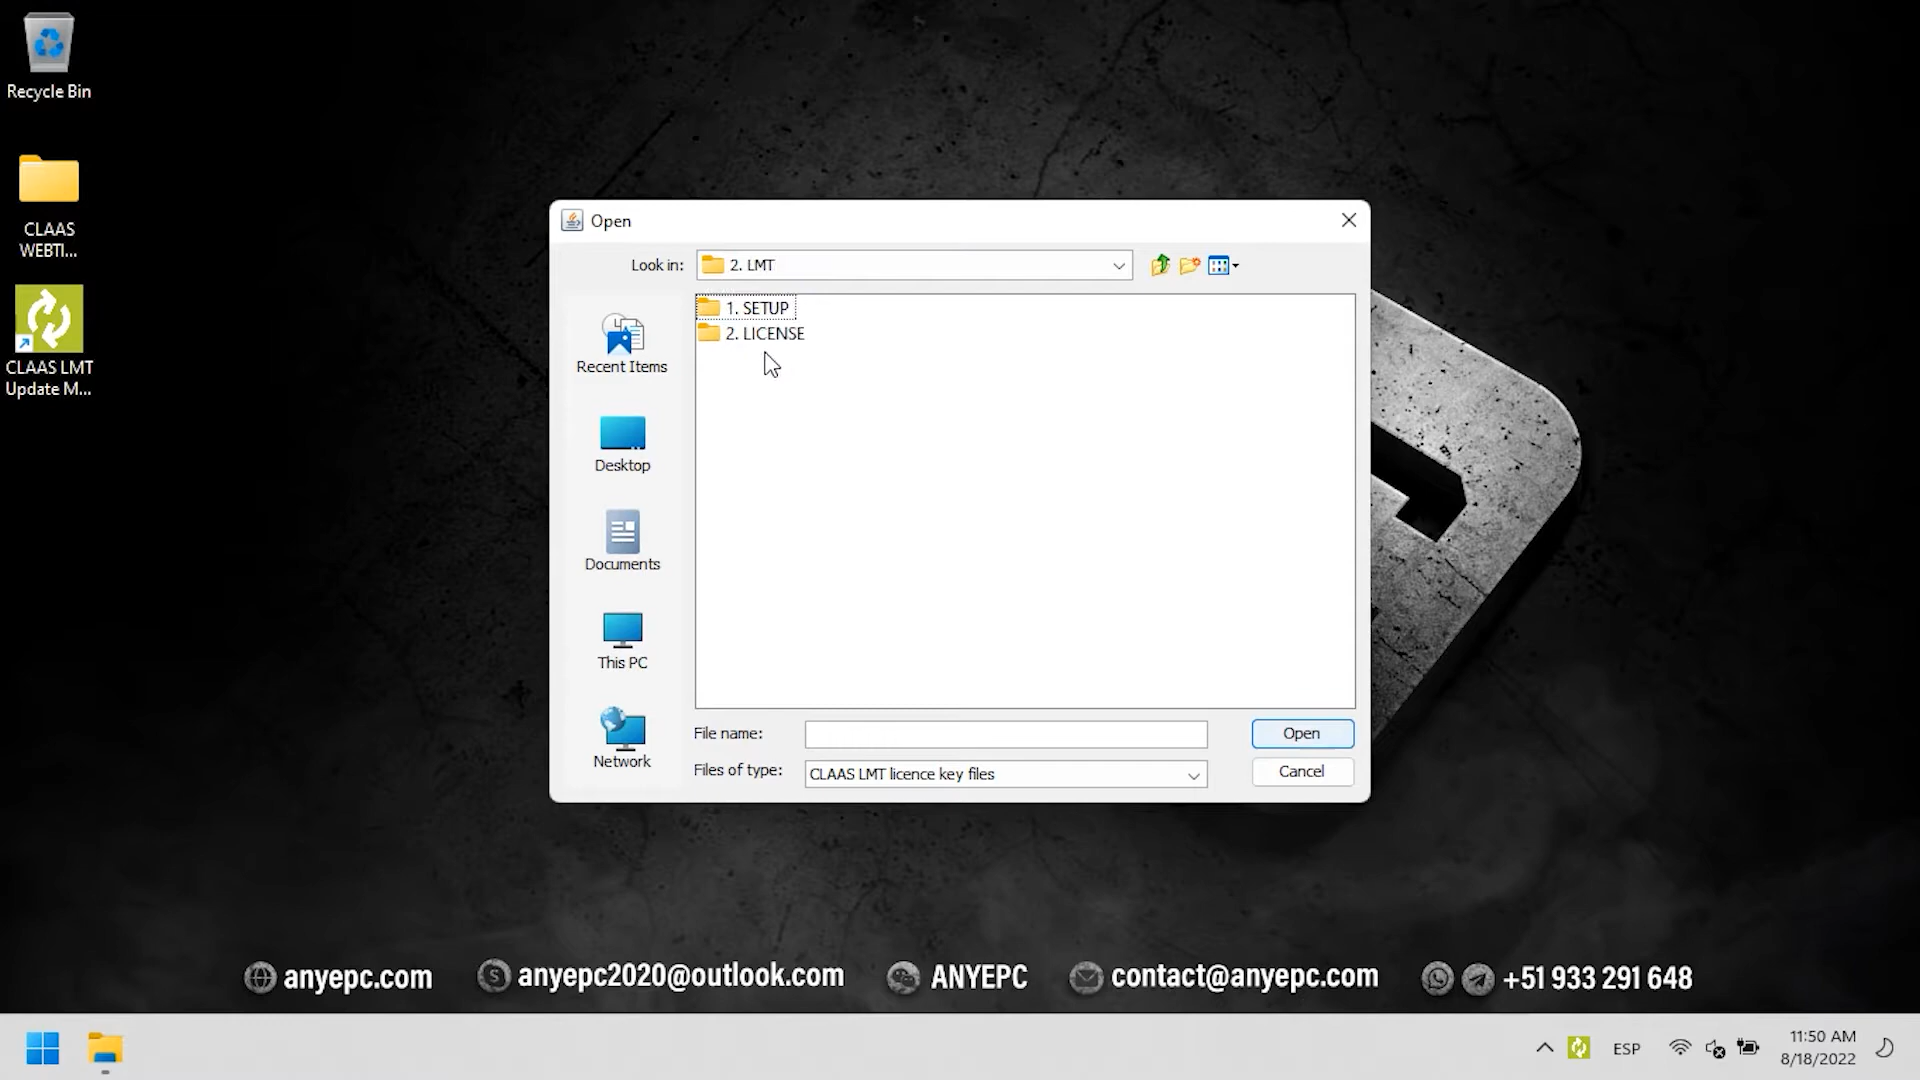 Recycle Bin
CLAAS
WEBTI...
CLAAS LMT
Update M...
Open
Look in:
2. LMT
1. SETUP
2. LICENSE
Recent Items
Desktop
Documents
This PC
Network
File name:
Open
Files of type:
CLAAS LMT licence key files
Cancel
anyepc.com
anyepc2020@outlook.com
ANYEPC
contact@anyepc.com
+51 933 291 648
ESP
11:50 AM
8/18/2022